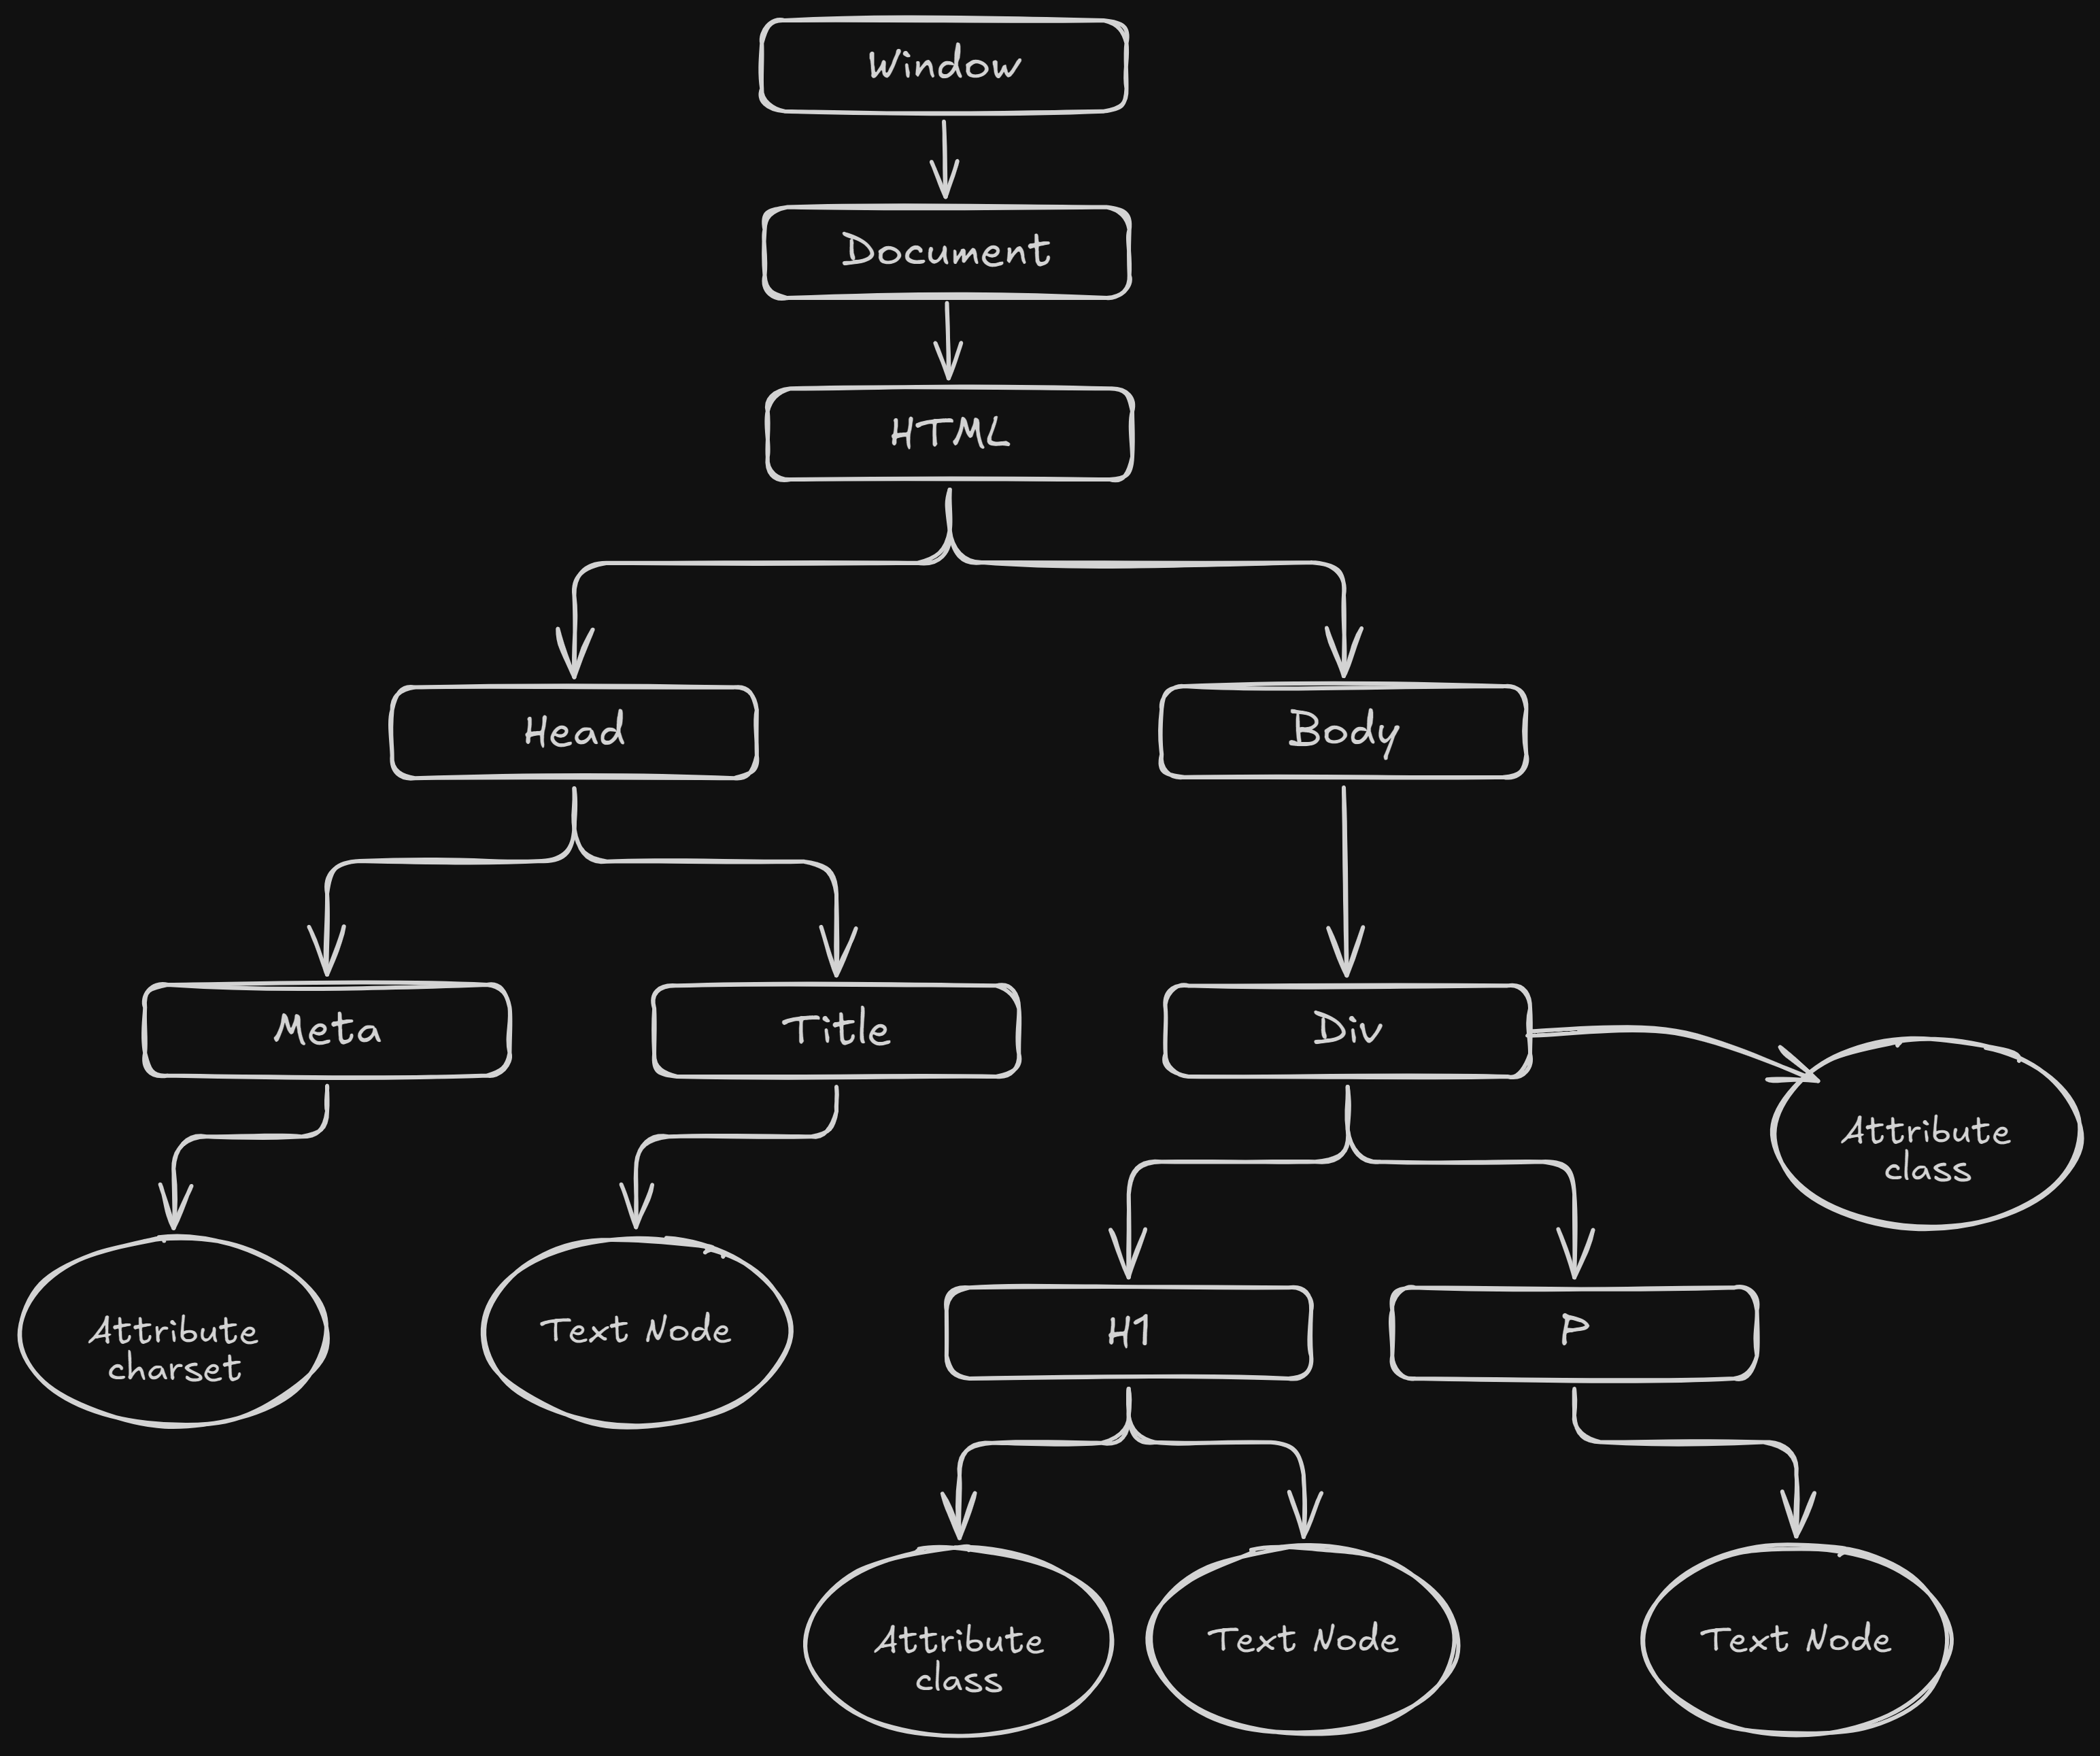 Window
Document
HTML
Head
Body
Meta
Title
Div
Attribute
class
Attribute
charset
Text Node
H1
P
Attribute
class
Text Node
Text Node